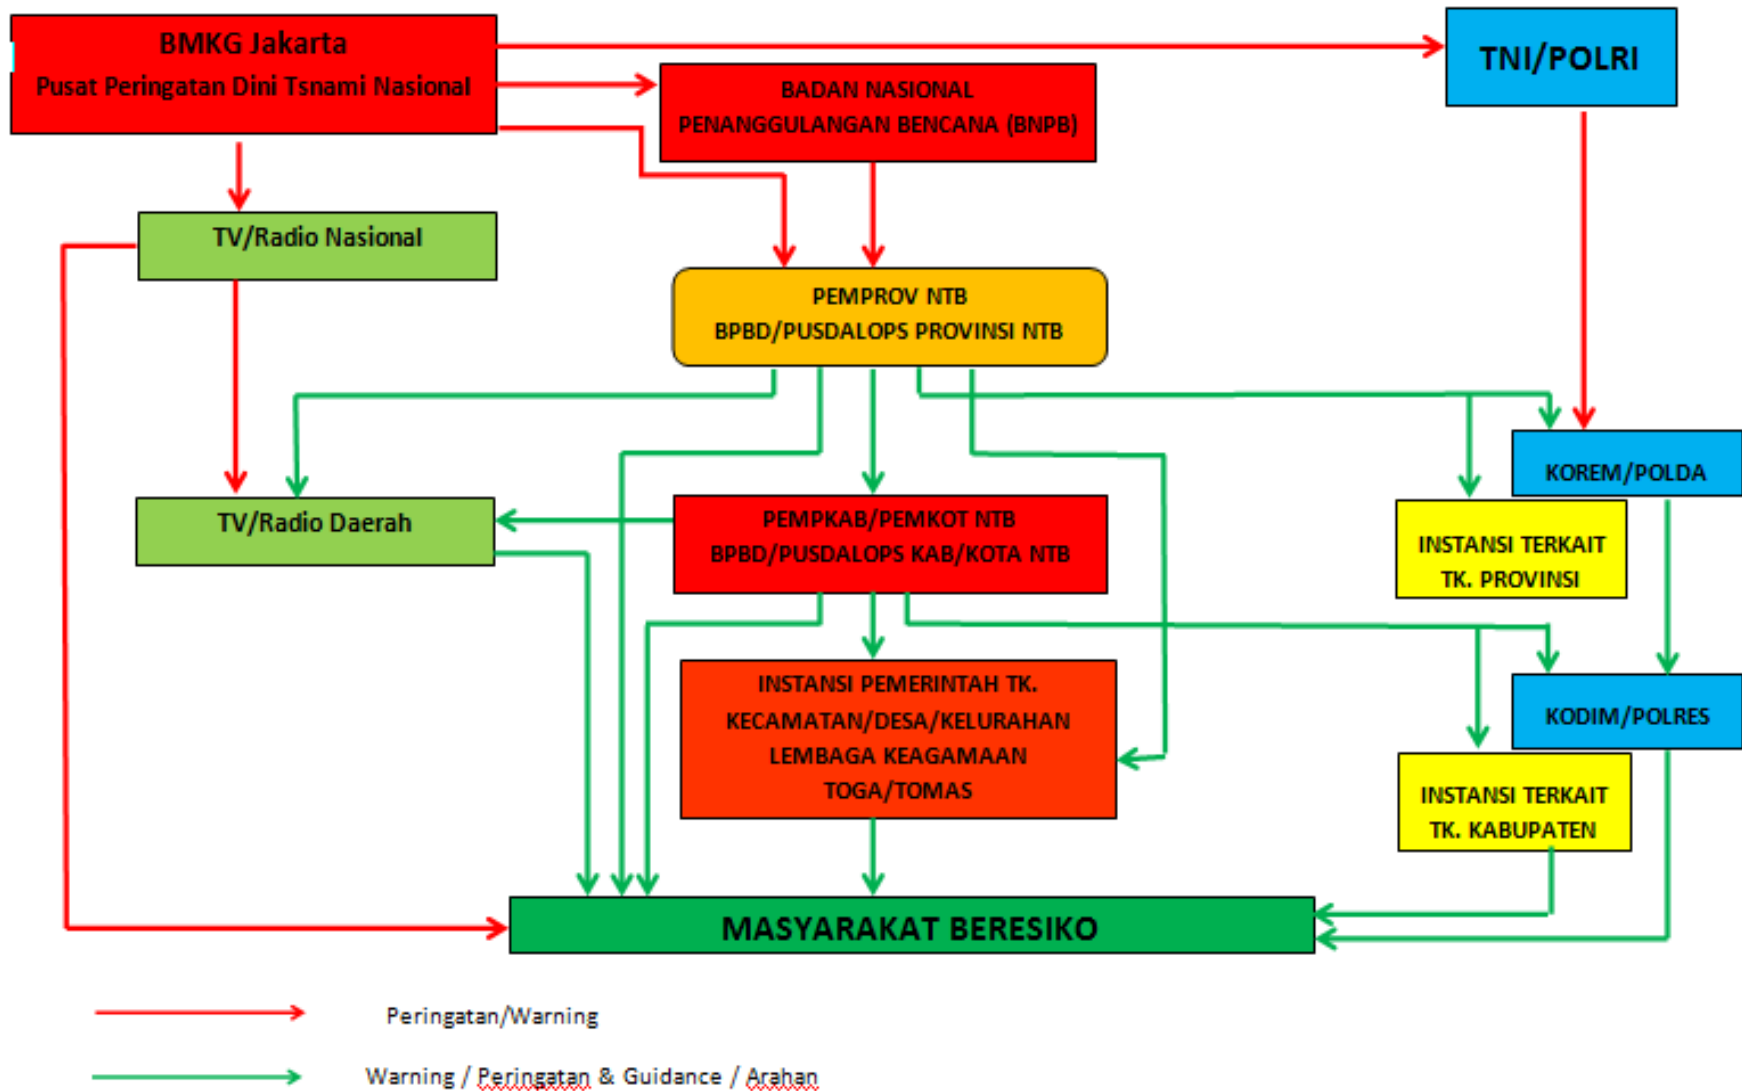 BMKG Jakarta
Pusat Peringatan Dini Tsnami Nasional
TNI/POLRI
BADAN NASIONAL
PENANGGULANGAN BENCANA (BNPB)
TV/Radio Nasional
PEMPROV NTB
BPBD/PUSDALOPS PROVINSI NTB
KOREM/POLDA
TV/Radio Daerah
PEMPKAB/PEMKOT NTB
BPBD/PUSDALOPS KAB/KOTA NTB
INSTANSI TERKAIT
TK. PROVINSI
INSTANSI PEMERINTAH TK.
KECAMATAN/DESA/KELURAHAN
LEMBAGA KEAGAMAAN
TOGA/TOMAS
KODIM/POLRES
INSTANSI TERKAIT
TK. KABUPATEN
MASYARAKAT BERESIKO
Peringatan/Warning
Warning / Peringatan & Guidance / Arahan